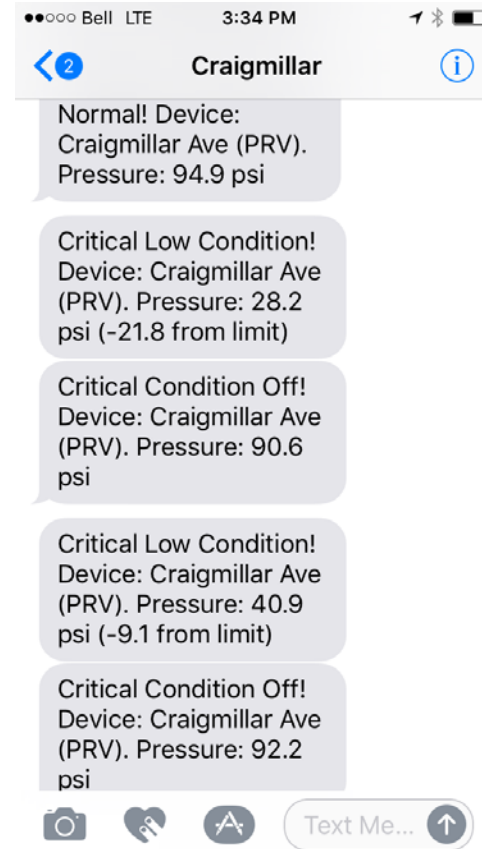 Bell LTE 3:34 PM
2 Craigmillar
Normal! Device:
Craigmillar Ave (PRV).
Pressure: 94.9 psi
Critical Low Condition!
Device: Craigmillar Ave
(PRV). Pressure: 28.2
psi (-21.8 from limit)
Critical Condition Off!
Device: Craigmillar Ave
(PRV). Pressure: 90.6
psi
Critical Low Condition!
Device: Craigmillar Ave
(PRV). Pressure: 40.9
psi (-9.1 from limit)
Critical Condition Off!
Device: Craigmillar Ave
(PRV). Pressure: 92.2
psi
Text Me...